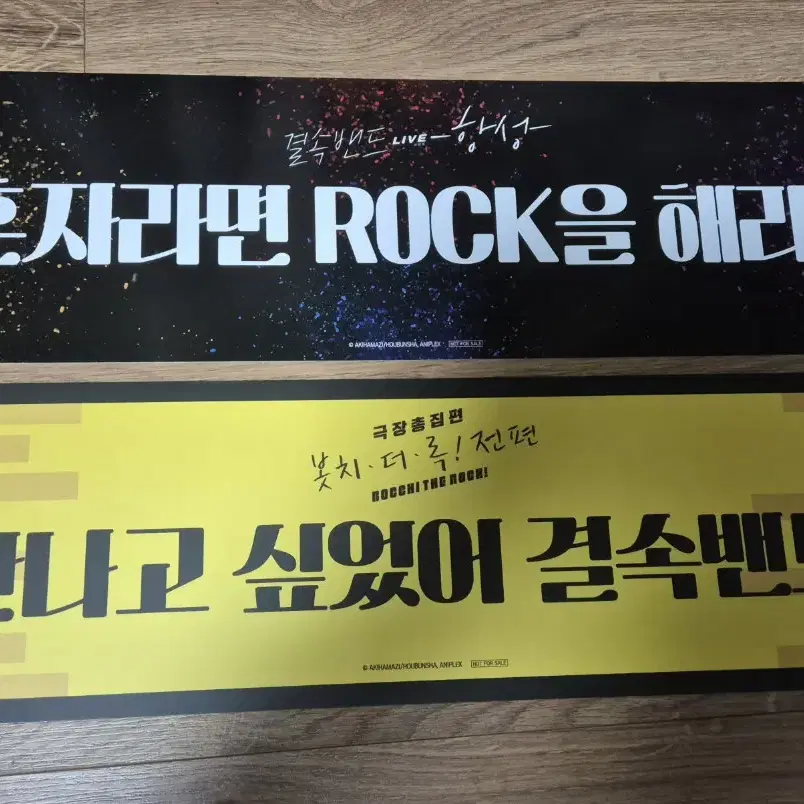 결속밴드 LIVE -항성-
혼자라면 ROCK을 해라
© AKIHAMAZI/HOUBUNSHA, ANIPLEX NOT FOR SALE
극장총집편
봇치·더·록! 전편
BOCCHI THE ROCK!
만나고 싶었어 결속밴드
© AKIHAMAZI/HOUBUNSHA, ANIPLEX NOT FOR SALE